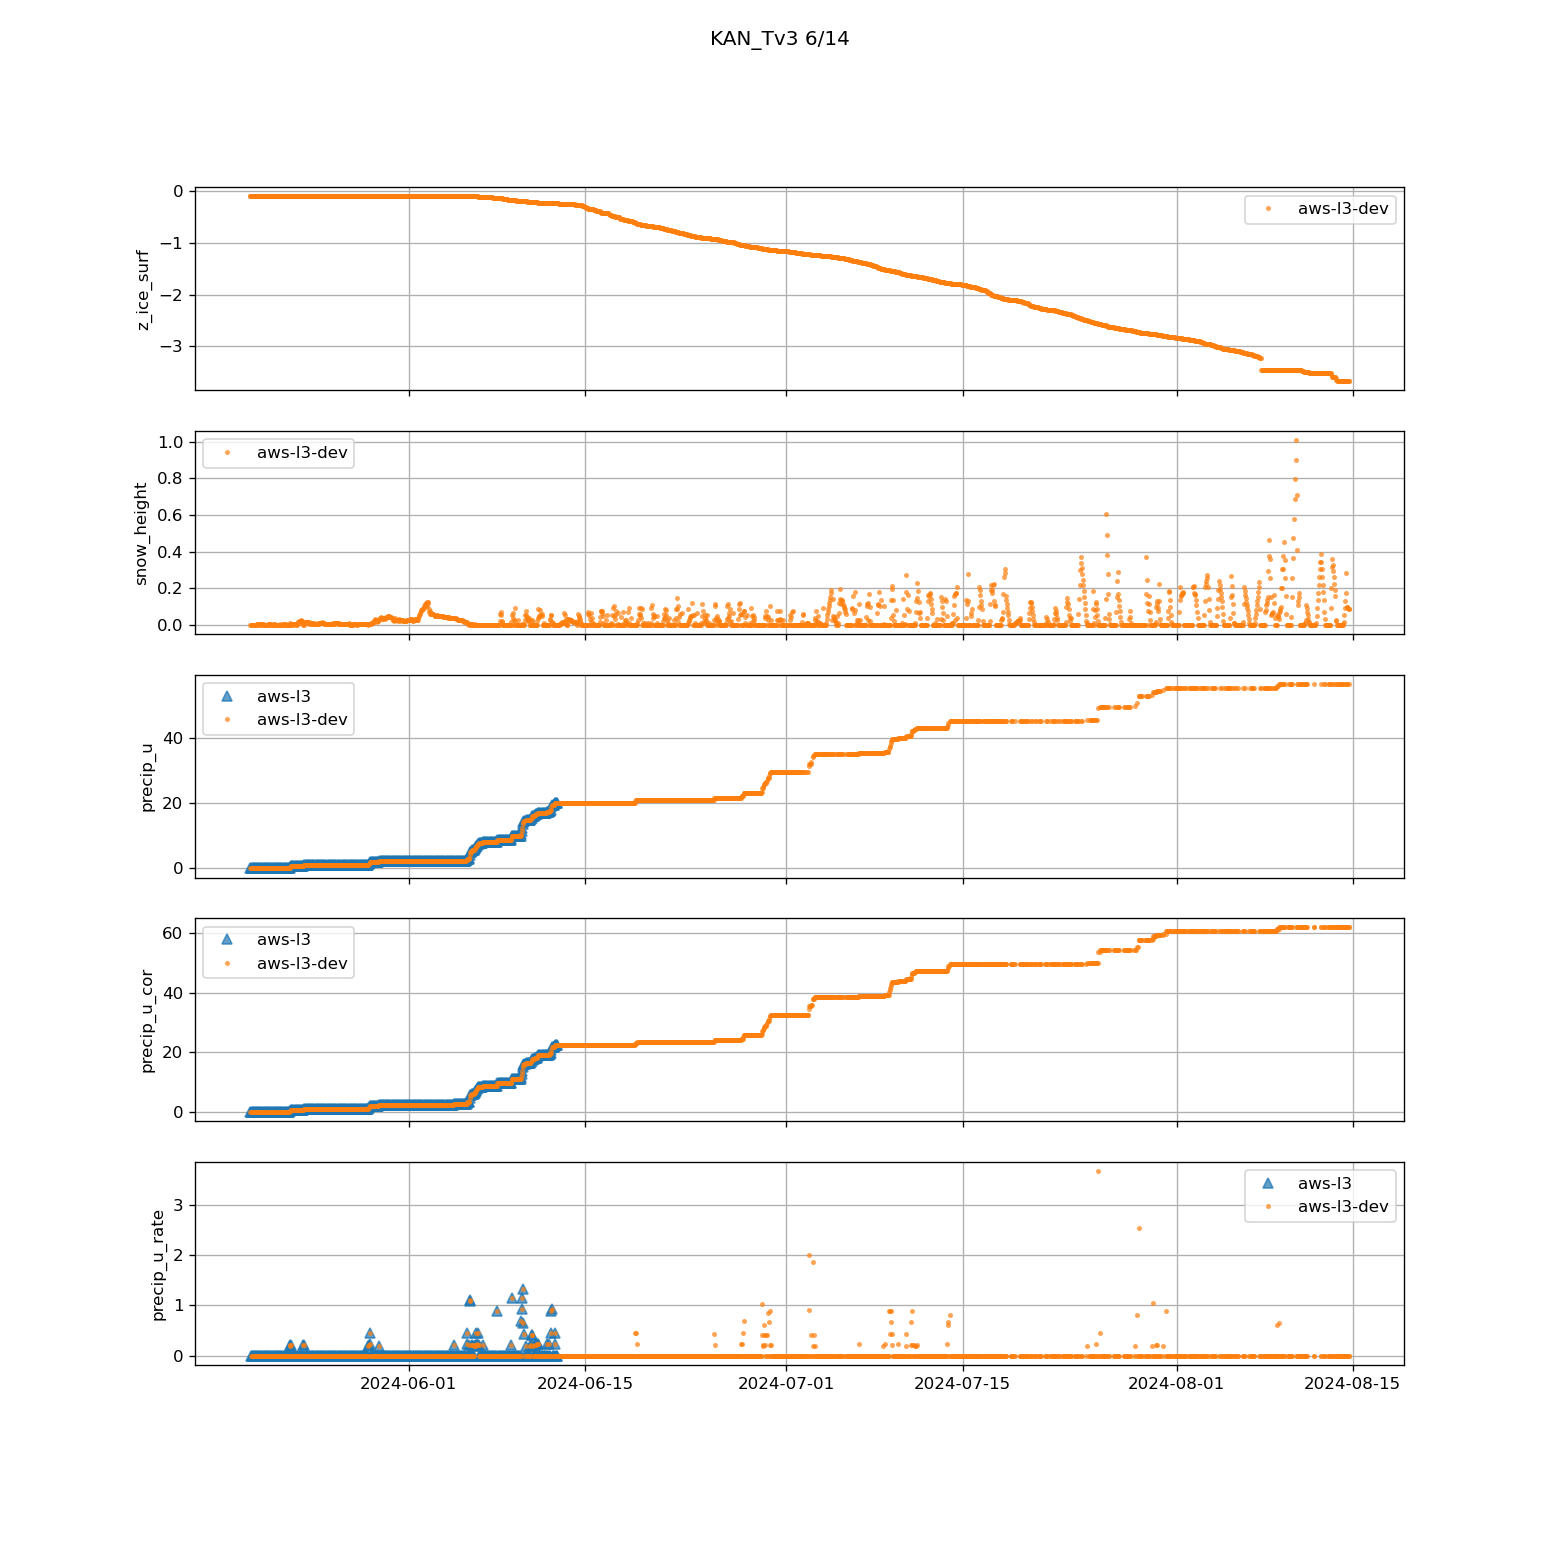 KAN_Tv3 6/14
0
−1
−2
−3
z_ice_surf
aws-l3-dev
1.0
0.8
0.6
0.4
0.2
0.0
snow_height
aws-l3-dev
40
20
0
precip_u
aws-l3
aws-l3-dev
60
40
20
0
precip_u_cor
aws-l3
aws-l3-dev
3
2
1
0
precip_u_rate
aws-l3
aws-l3-dev
2024-06-01 2024-06-15 2024-07-01 2024-07-15 2024-08-01 2024-08-15